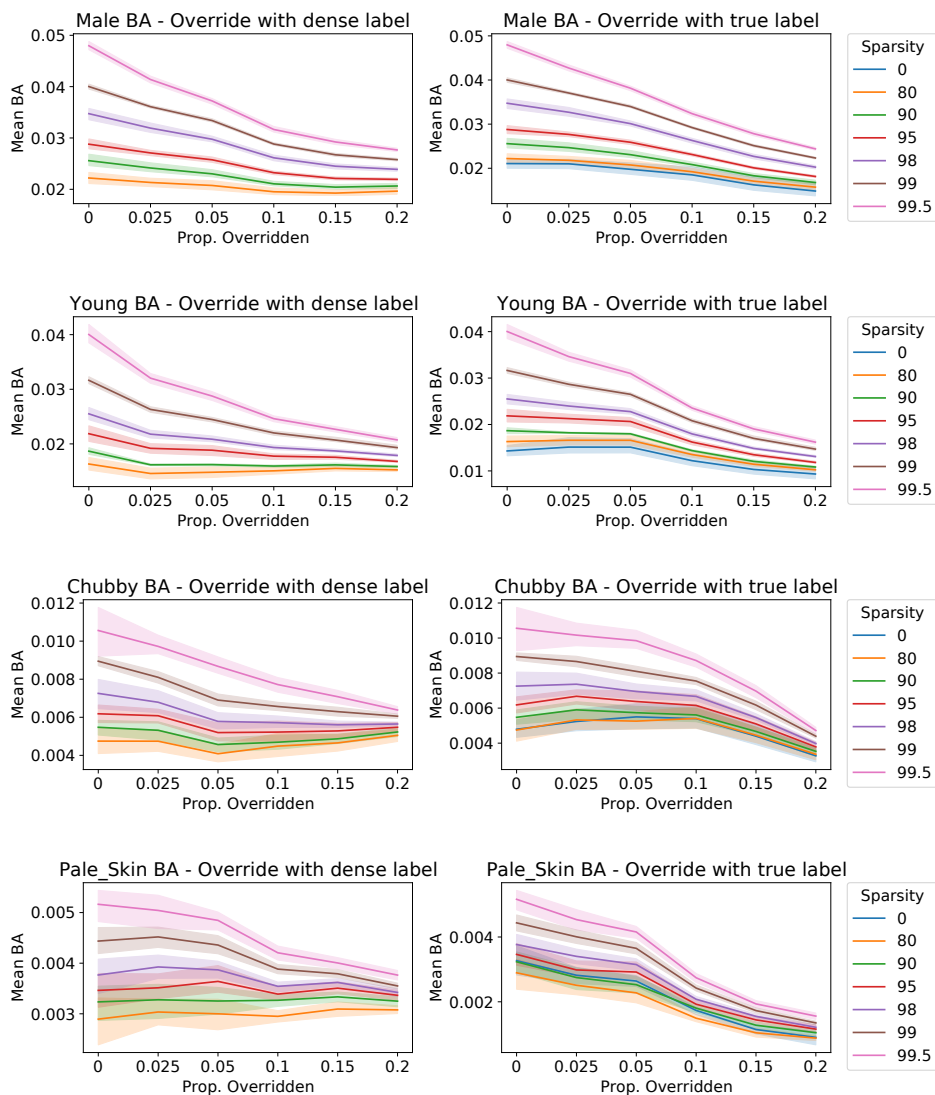 Male BA - Override with dense label
Mean BA
0.05
0.04
0.03
0.02
0 0.025 0.05 0.1 0.15 0.2
Prop. Overridden
Male BA - Override with true label
Mean BA
0.05
0.04
0.03
0.02
0 0.025 0.05 0.1 0.15 0.2
Prop. Overridden
Sparsity
0
80
90
95
98
99
99.5
Young BA - Override with dense label
Mean BA
0.04
0.03
0.02
0 0.025 0.05 0.1 0.15 0.2
Prop. Overridden
Young BA - Override with true label
Mean BA
0.04
0.03
0.02
0.01
0 0.025 0.05 0.1 0.15 0.2
Prop. Overridden
Sparsity
0
80
90
95
98
99
99.5
Chubby BA - Override with dense label
Mean BA
0.012
0.010
0.008
0.006
0.004
0 0.025 0.05 0.1 0.15 0.2
Prop. Overridden
Chubby BA - Override with true label
Mean BA
0.012
0.010
0.008
0.006
0.004
0 0.025 0.05 0.1 0.15 0.2
Prop. Overridden
Sparsity
0
80
90
95
98
99
99.5
Pale_Skin BA - Override with dense label
Mean BA
0.005
0.004
0.003
0 0.025 0.05 0.1 0.15 0.2
Prop. Overridden
Pale_Skin BA - Override with true label
Mean BA
0.004
0.002
0 0.025 0.05 0.1 0.15 0.2
Prop. Overridden
Sparsity
0
80
90
95
98
99
99.5